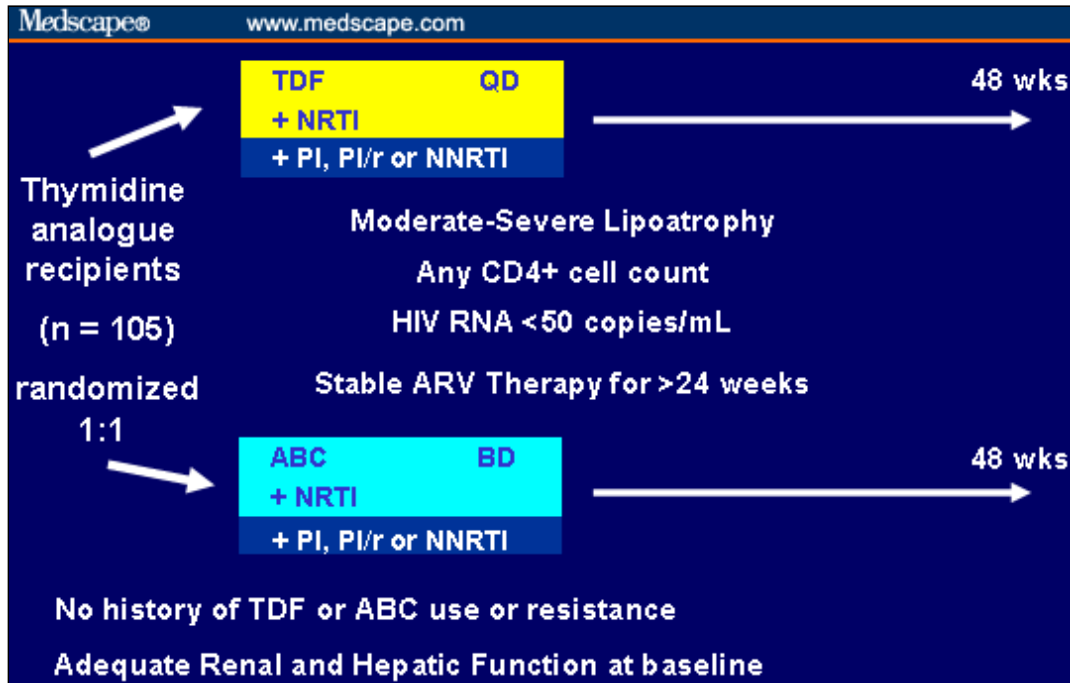 Medscape® www.medscape.com
TDF QD
+ NRTI
+ PI, PI/r or NNRTI
48 wks
Thymidine
analogue
recipients
(n = 105)
randomized
1:1
Moderate-Severe Lipoatrophy
Any CD4+ cell count
HIV RNA <50 copies/mL
Stable ARV Therapy for >24 weeks
ABC BD
+ NRTI
+ PI, PI/r or NNRTI
48 wks
No history of TDF or ABC use or resistance
Adequate Renal and Hepatic Function at baseline